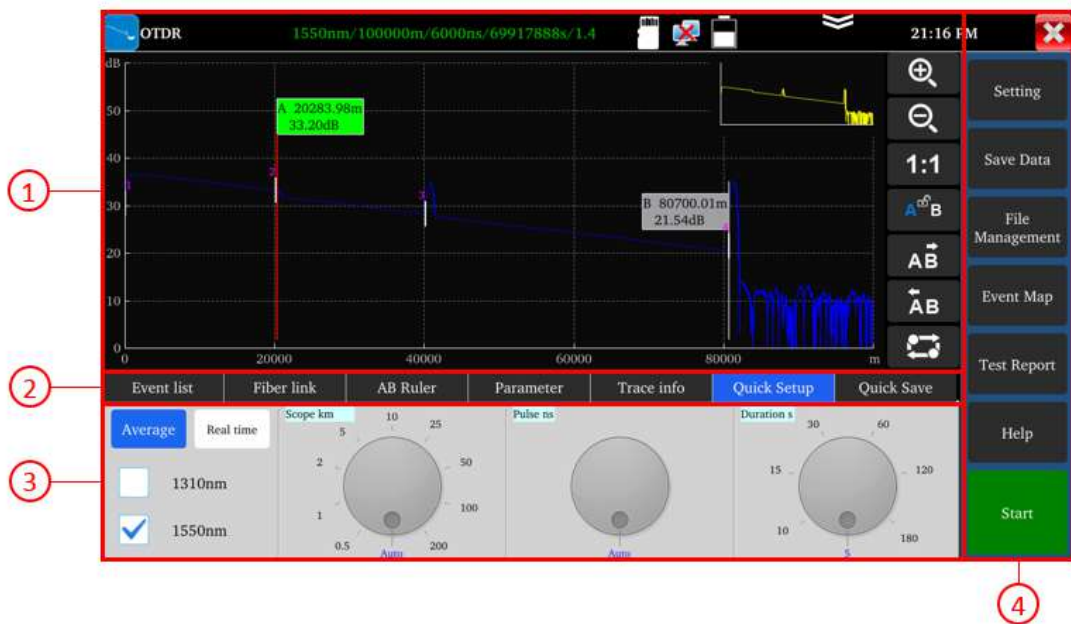 OTDR
1550nm/100000m/6000ns/69917888s/1.4
21:16 PM
dB
50
40
30
20
10
0
0
20000
40000
60000
80000
m
A 20283.98m
33.20dB
B 80700.01m
21.54dB
1
2
3
4
1:1
A B
AB
AB
Event list
Fiber link
AB Ruler
Parameter
Trace info
Quick Setup
Quick Save
Average
Real time
1310nm
1550nm
Scope km
0.5
1
2
5
10
25
50
100
200
Auto
Pulse ns
Auto
Duration s
5
10
15
30
60
120
180
Setting
Save Data
File
Management
Event Map
Test Report
Help
Start
1
2
3
4